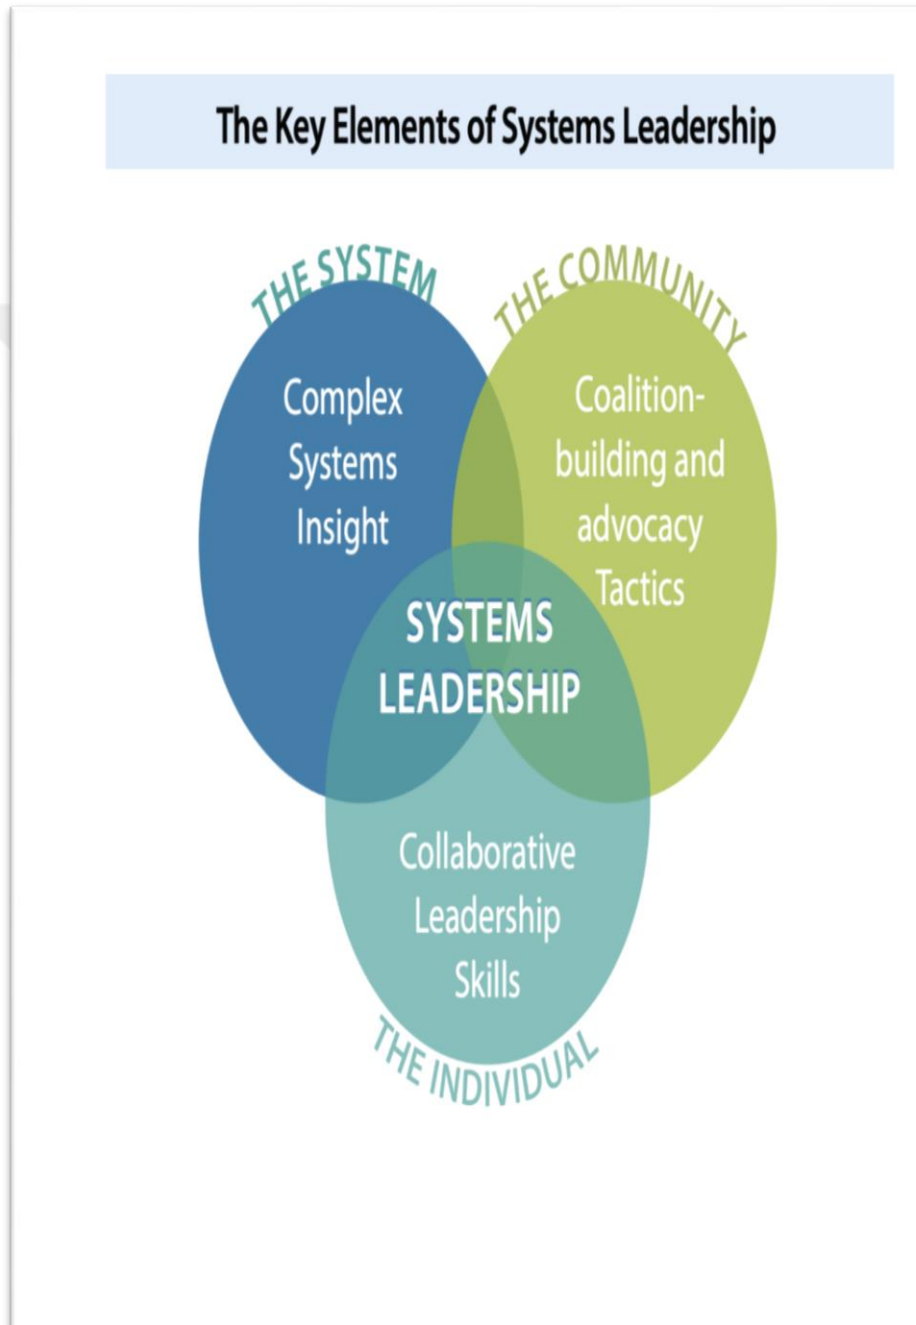 The Key Elements of Systems Leadership
THE SYSTEM
THE COMMUNITY
Complex
Systems
Insight
Coalition-
building and
advocacy
Tactics
SYSTEMS
LEADERSHIP
Collaborative
Leadership
Skills
THE INDIVIDUAL